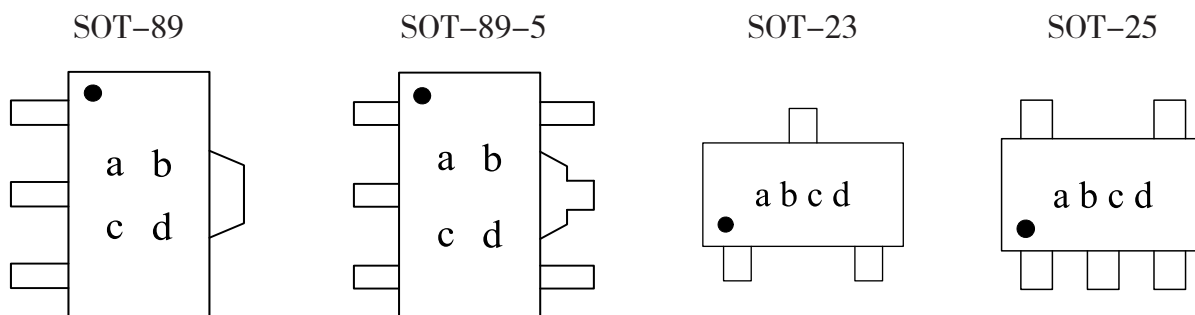 SOT-89 SOT-89-5 SOT-23 SOT-25
a b a b
a b c d a b c d
c d c d